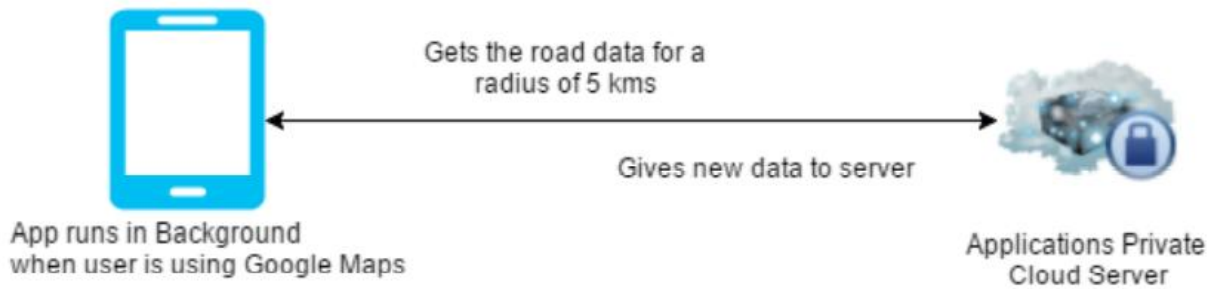 Gets the road data for a
radius of 5 kms
Gives new data to server
App runs in Background
when user is using Google Maps
Applications Private
Cloud Server